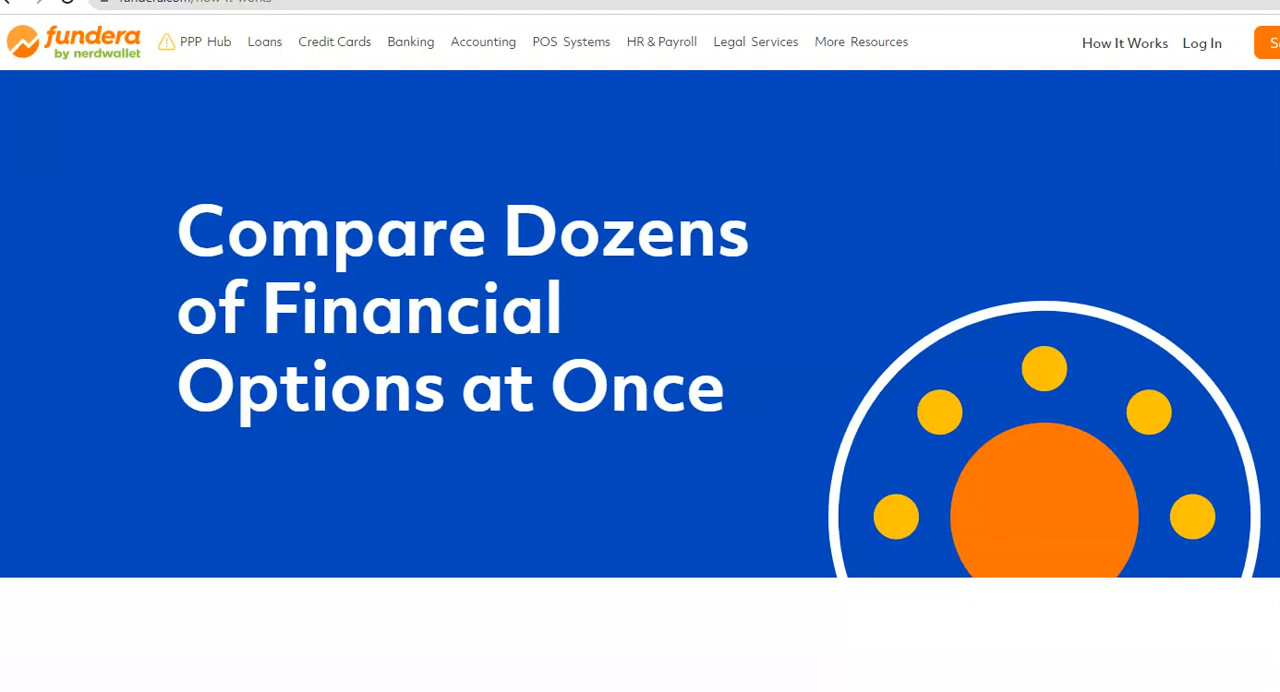 fundera
by nerdwallet
PPP Hub
Loans
Credit Cards
Banking
Accounting
POS Systems
HR & Payroll
Legal Services
More Resources
How It Works
Log In
Compare Dozens
of Financial
Options at Once